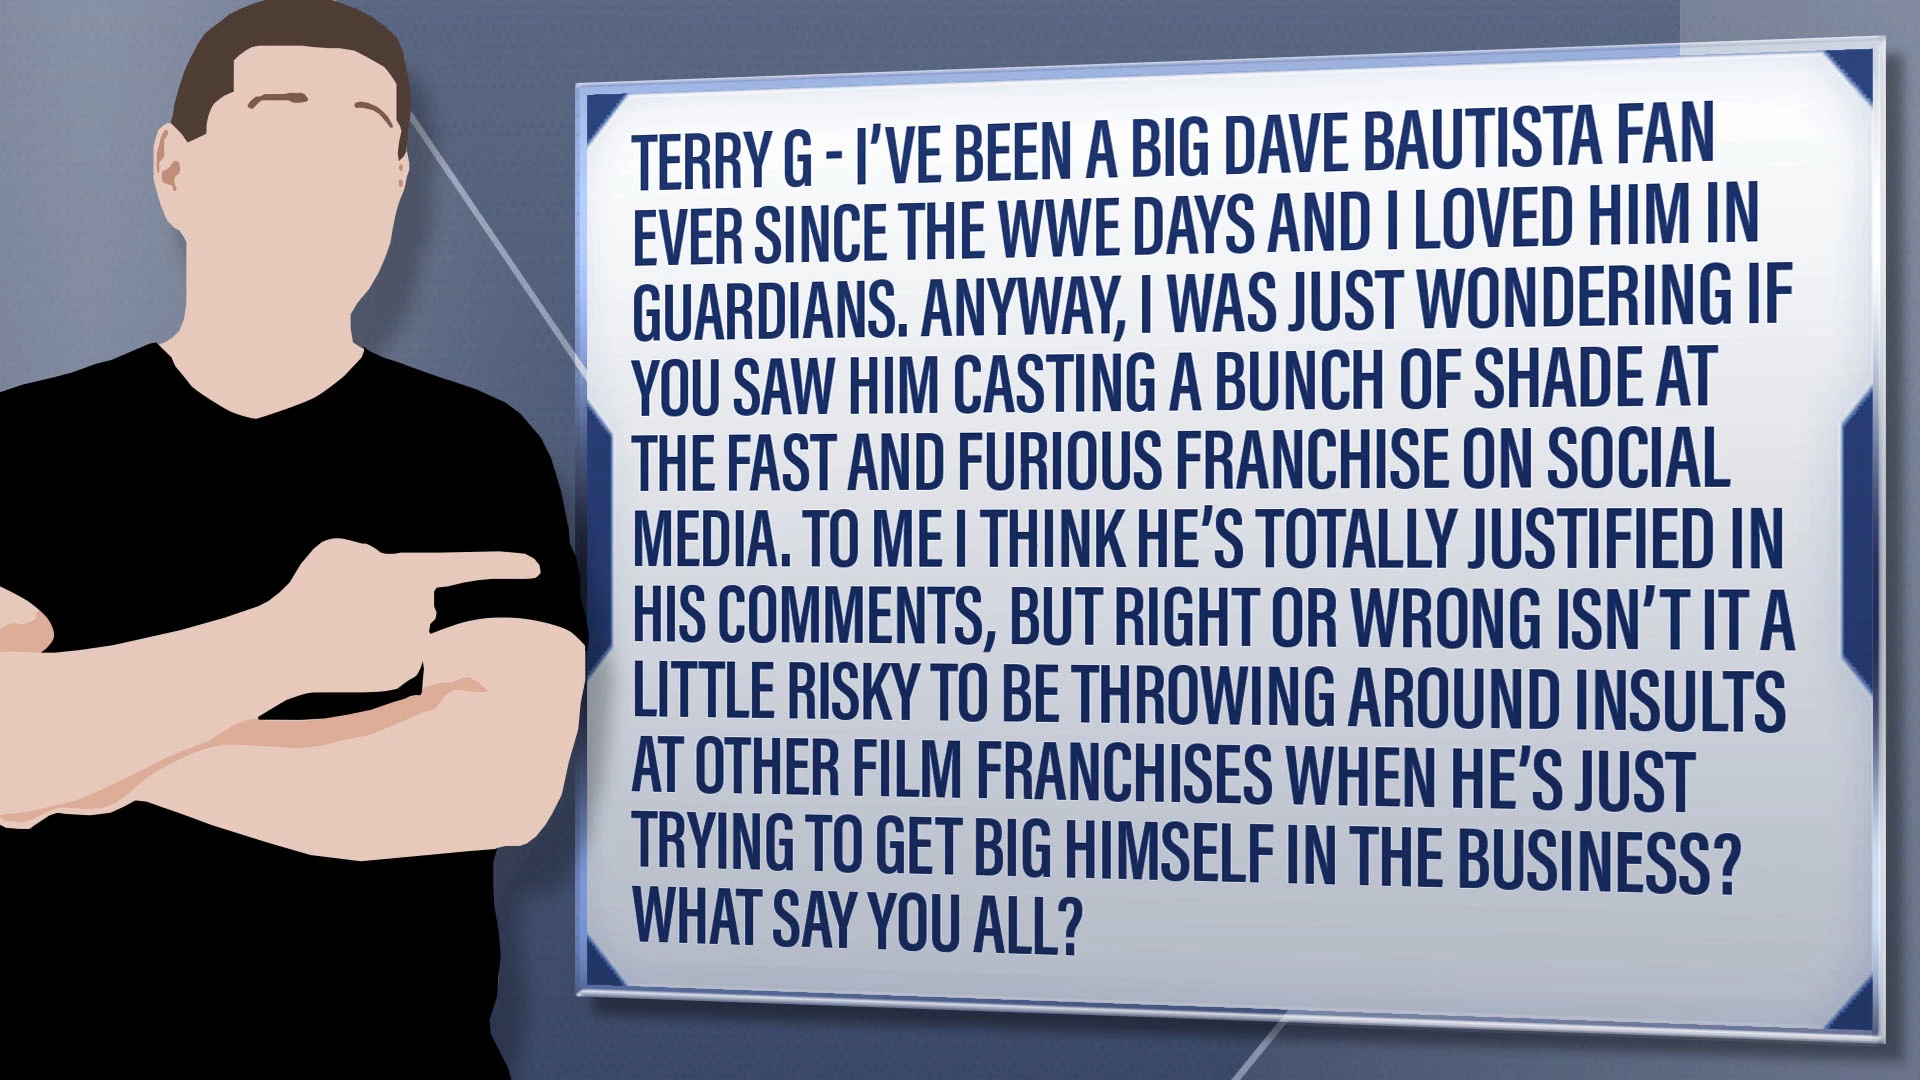 TERRY G - I'VE BEEN A BIG DAVE BAUTISTA FAN
EVER SINCE THE WWE DAYS AND I LOVED HIM IN
GUARDIANS. ANYWAY, I WAS JUST WONDERING IF
YOU SAW HIM CASTING A BUNCH OF SHADE AT
THE FAST AND FURIOUS FRANCHISE ON SOCIAL
MEDIA. TO ME I THINK HE'S TOTALLY JUSTIFIED IN
HIS COMMENTS, BUT RIGHT OR WRONG ISN'T IT A
LITTLE RISKY TO BE THROWING AROUND INSULTS
AT OTHER FILM FRANCHISES WHEN HE'S JUST
TRYING TO GET BIG HIMSELF IN THE BUSINESS?
WHAT SAY YOU ALL?